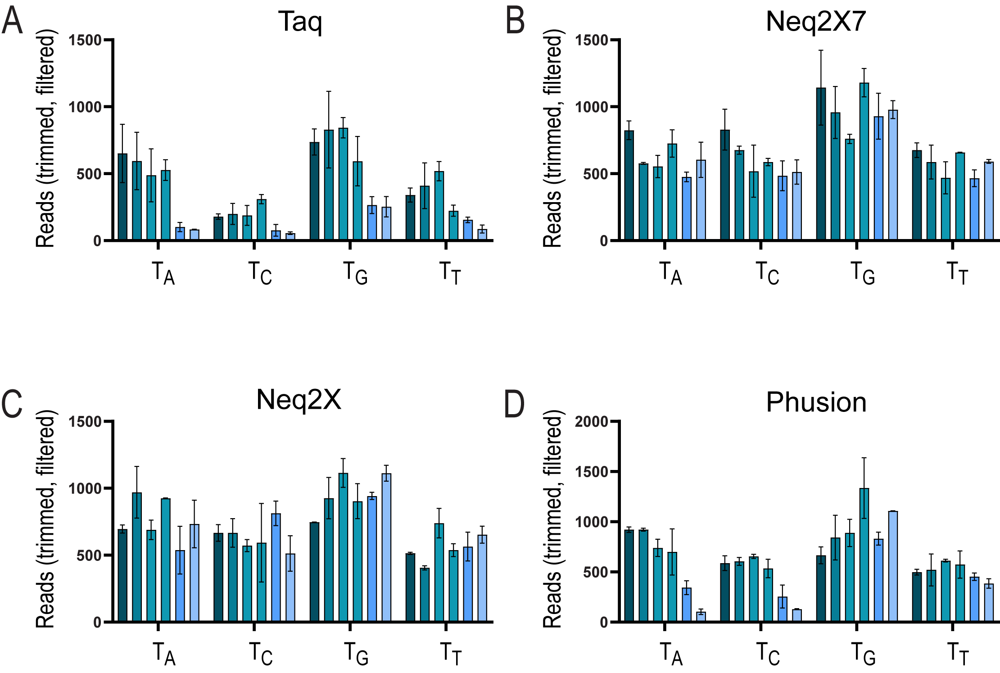 A
Taq
Reads (trimmed, filtered)
1500
1000
500
0
TA
TC
TG
TT
B
Neq2X7
Reads (trimmed, filtered)
1500
1000
500
0
TA
TC
TG
TT
C
Neq2X
Reads (trimmed, filtered)
1500
1000
500
0
TA
TC
TG
TT
D
Phusion
Reads (trimmed, filtered)
2000
1500
1000
500
0
TA
TC
TG
TT